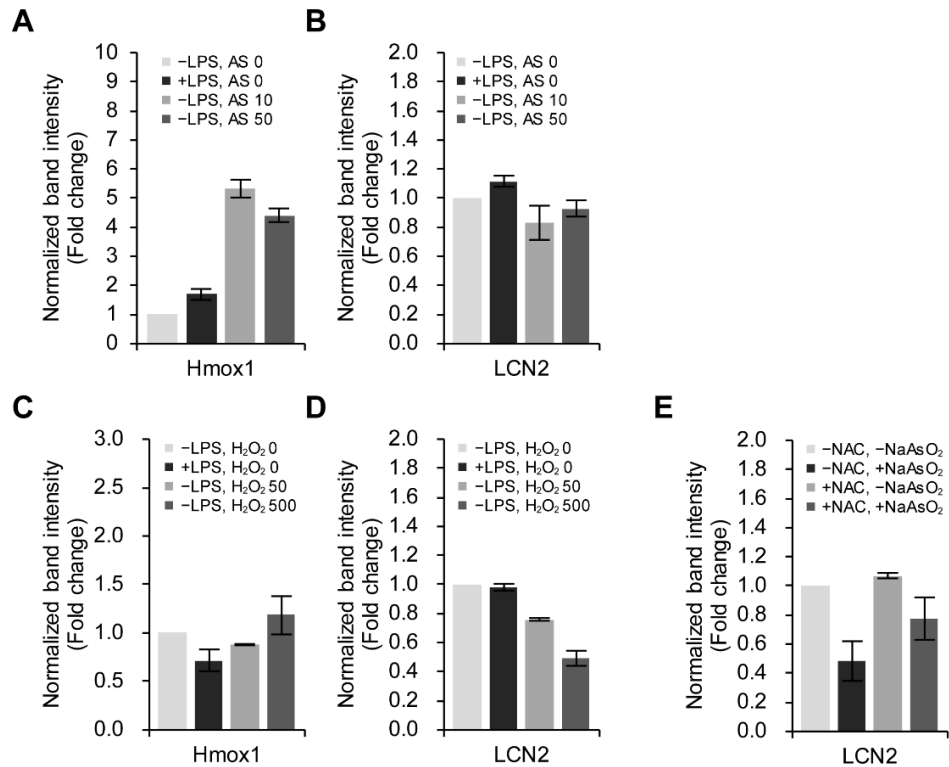 A
Normalized band intensity
(Fold change)
10
9
8
7
6
5
4
3
2
1
0
−LPS, AS 0
+LPS, AS 0
−LPS, AS 10
−LPS, AS 50
Hmox1
B
Normalized band intensity
(Fold change)
2.0
1.8
1.6
1.4
1.2
1.0
0.8
0.6
0.4
0.2
0.0
−LPS, AS 0
+LPS, AS 0
−LPS, AS 10
−LPS, AS 50
LCN2
C
Normalized band intensity
(Fold change)
3.0
2.5
2.0
1.5
1.0
0.5
0.0
−LPS, H₂O₂ 0
+LPS, H₂O₂ 0
−LPS, H₂O₂ 50
−LPS, H₂O₂ 500
Hmox1
D
Normalized band intensity
(Fold change)
2.0
1.8
1.6
1.4
1.2
1.0
0.8
0.6
0.4
0.2
0.0
−LPS, H₂O₂ 0
+LPS, H₂O₂ 0
−LPS, H₂O₂ 50
−LPS, H₂O₂ 500
LCN2
E
Normalized band intensity
(Fold change)
2.0
1.8
1.6
1.4
1.2
1.0
0.8
0.6
0.4
0.2
0.0
−NAC, −NaAsO₂
−NAC, +NaAsO₂
+NAC, −NaAsO₂
+NAC, +NaAsO₂
LCN2